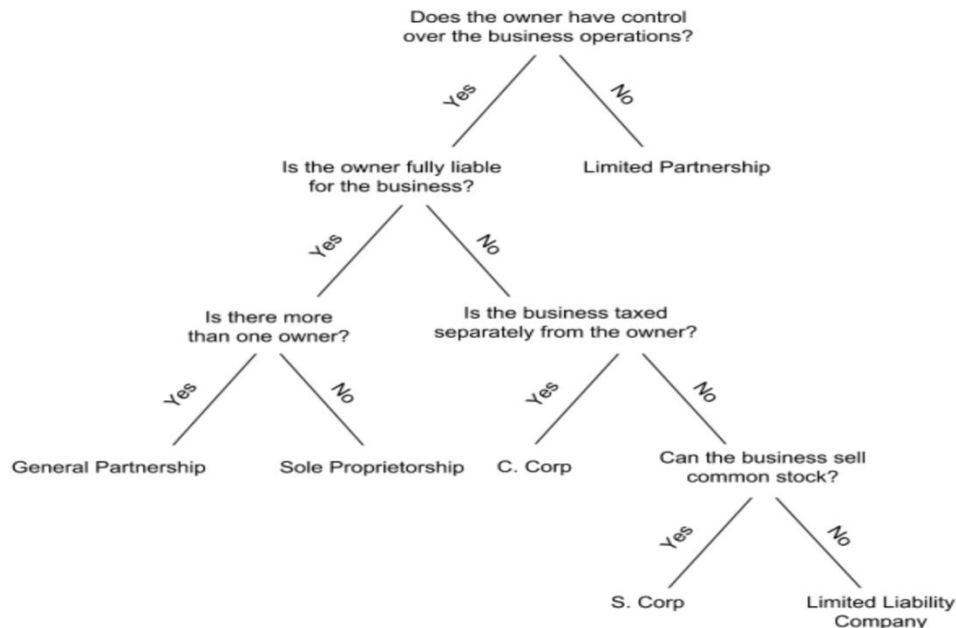 Does the owner have control
over the business operations?
Yes
No
Is the owner fully liable
for the business?
Limited Partnership
Yes
No
Is there more
than one owner?
Is the business taxed
separately from the owner?
Yes
No
Yes
No
General Partnership
Sole Proprietorship
C. Corp
Can the business sell
common stock?
Yes
No
S. Corp
Limited Liability
Company